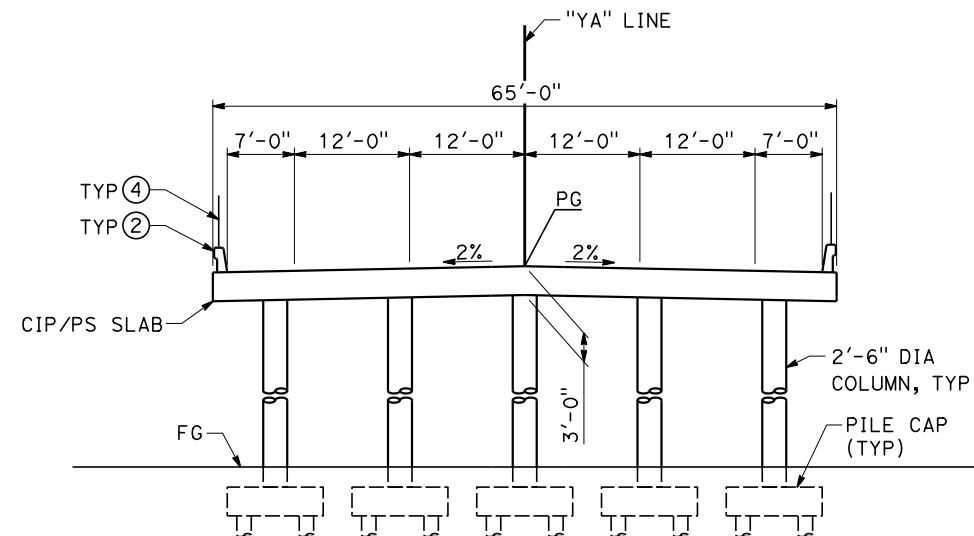 "YA" LINE
65'-0"
7'-0" 12'-0" 12'-0" 12'-0" 12'-0" 7'-0"
TYP 4
PG
TYP 2
2% 2%
CIP/PS SLAB
2'-6" DIA
COLUMN, TYP
3'-0"
FG
PILE CAP
(TYP)